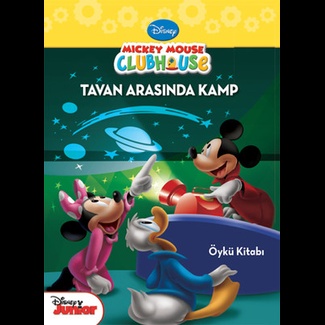 Disney
MICKEY MOUSE
CLUBHOUSE
TAVAN ARASINDA KAMP
Öykü Kitabı
Disney
JUNIOR